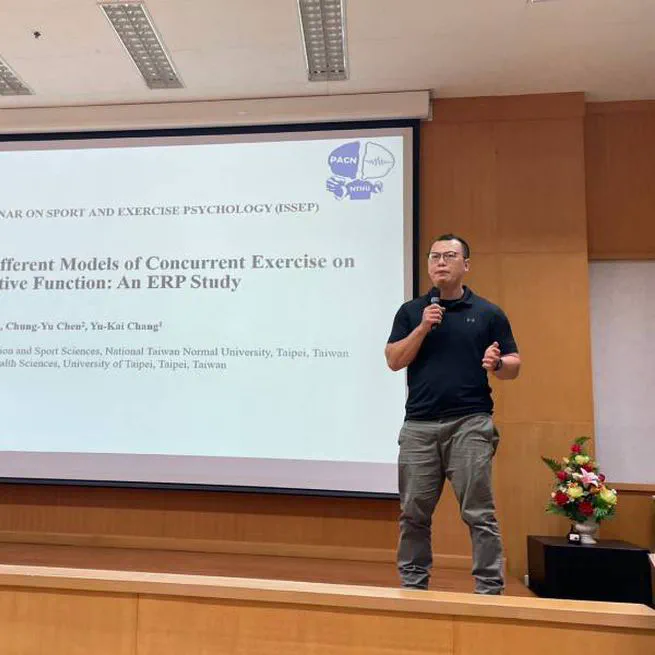 PACN
NTNU
NAR ON SPORT AND EXERCISE PSYCHOLOGY (ISSEP)
fferent Models of Concurrent Exercise on
tive Function: An ERP Study
, Chung-Yu Chen², Yu-Kai Chang¹
ion and Sport Sciences, National Taiwan Normal University, Taipei, Taiwan
alth Sciences, University of Taipei, Taipei, Taiwan